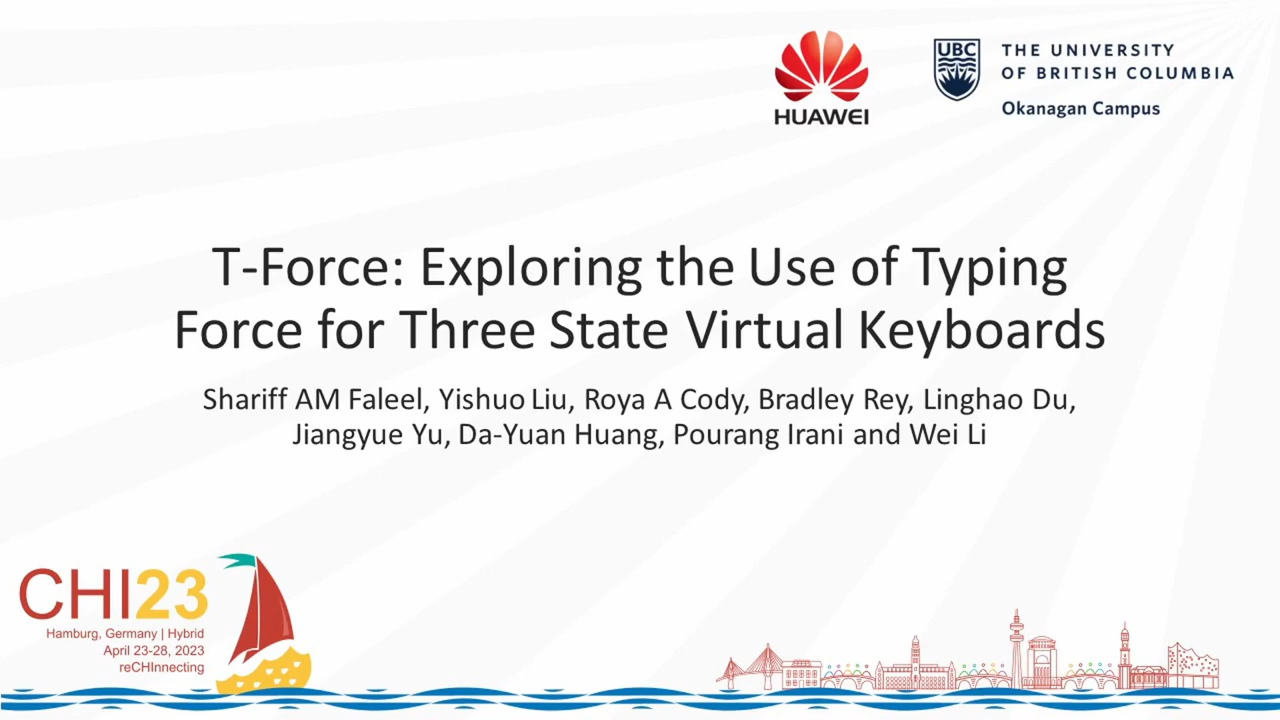 HUAWEI
UBC
THE UNIVERSITY
OF BRITISH COLUMBIA
Okanagan Campus
T-Force: Exploring the Use of Typing
Force for Three State Virtual Keyboards
Shariff AM Faleel, Yishuo Liu, Roya A Cody, Bradley Rey, Linghao Du,
Jiangyue Yu, Da-Yuan Huang, Pourang Irani and Wei Li
CHI23
Hamburg, Germany | Hybrid
April 23-28, 2023
reCHInnecting